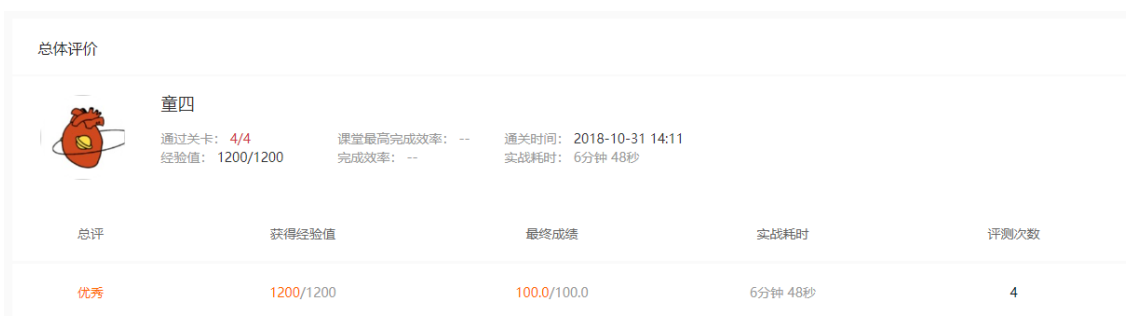 总体评价
童四
通过关卡： 4/4 课堂最高完成效率： -- 通关时间： 2018-10-31 14:11
经验值： 1200/1200 完成效率： -- 实战耗时： 6分钟 48秒
总评 获得经验值 最终成绩 实战耗时 评测次数
优秀 1200/1200 100.0/100.0 6分钟 48秒 4